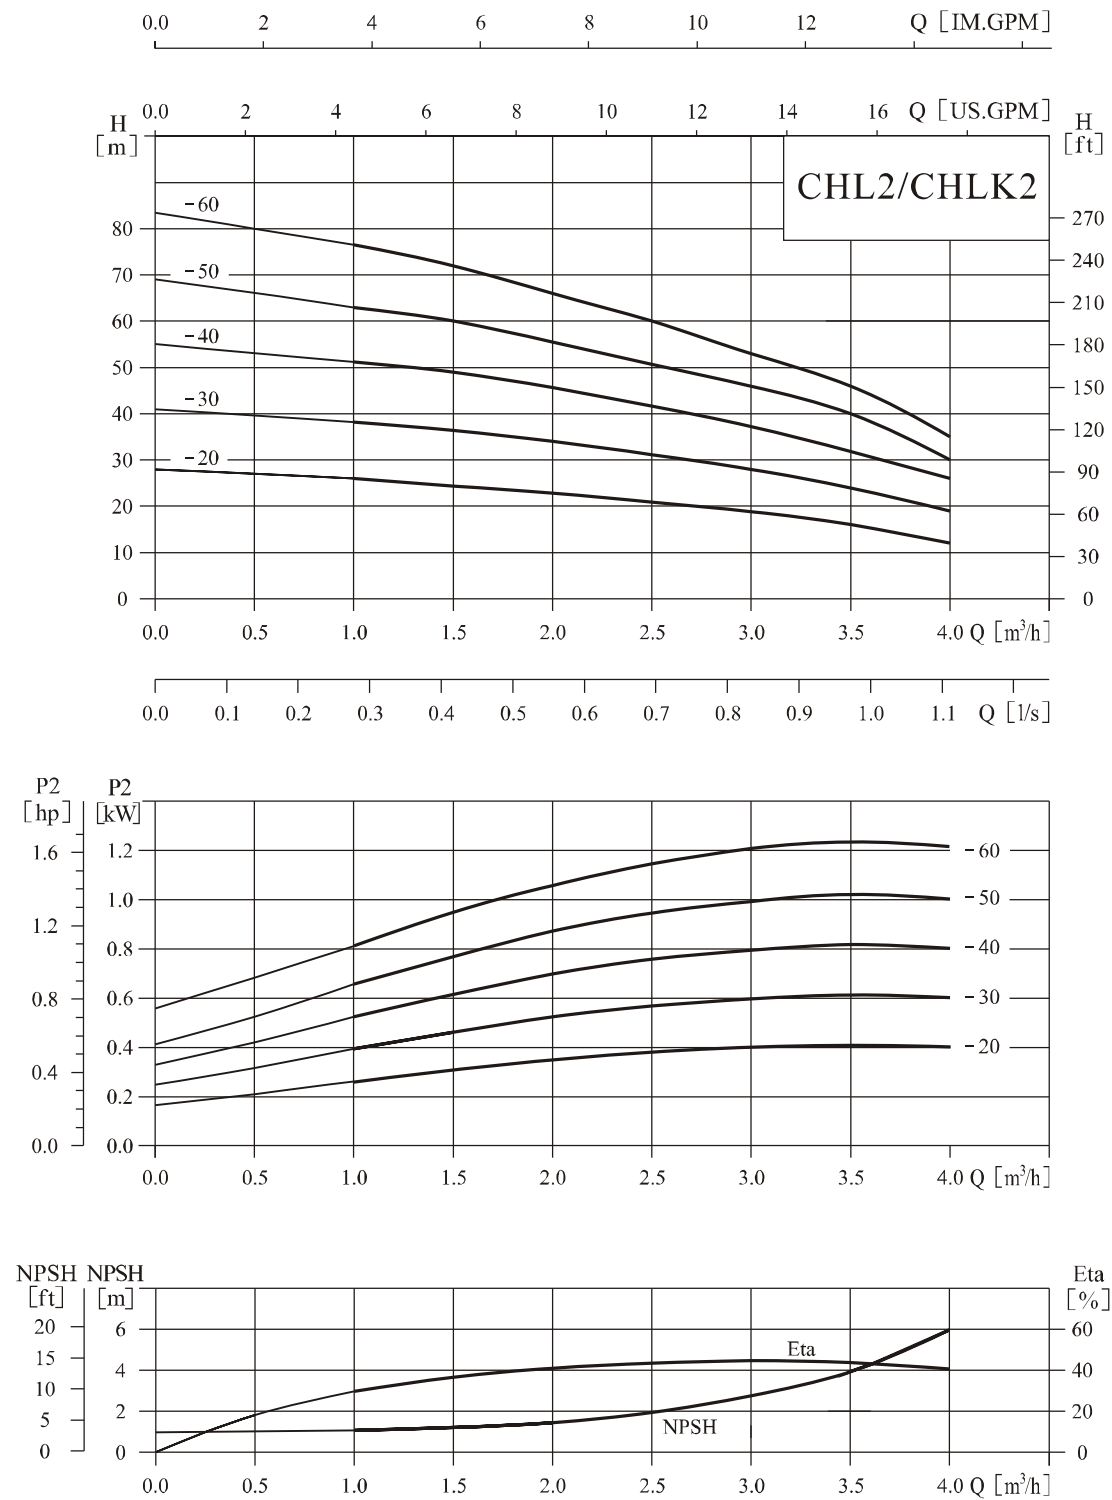 0.0 2 4 6 8 10 12 Q [IM.GPM]
0.0 2 4 6 8 10 12 14 16 Q [US.GPM]
H
[m]
H
[ft]
CHL2/CHLK2
-60
-50
-40
-30
-20
80
70
60
50
40
30
20
10
0
270
240
210
180
150
120
90
60
30
0
0.0 0.5 1.0 1.5 2.0 2.5 3.0 3.5 4.0 Q [m³/h]
0.0 0.1 0.2 0.3 0.4 0.5 0.6 0.7 0.8 0.9 1.0 1.1 Q [l/s]
P2
[hp]
P2
[kW]
1.6
1.2
0.8
0.4
0.0
1.2
1.0
0.8
0.6
0.4
0.2
0.0
-60
-50
-40
-30
-20
0.0 0.5 1.0 1.5 2.0 2.5 3.0 3.5 4.0 Q [m³/h]
NPSH
[ft]
NPSH
[m]
Eta
[%]
20
15
10
5
0
6
4
2
0
Eta
NPSH
60
40
20
0
0.0 0.5 1.0 1.5 2.0 2.5 3.0 3.5 4.0 Q [m³/h]